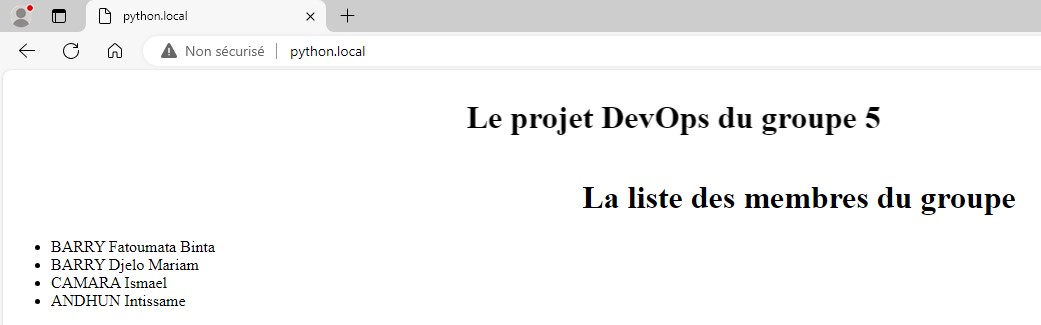 python.local
Non sécurisé python.local
Le projet DevOps du groupe 5
La liste des membres du groupe
BARRY Fatoumata Binta
BARRY Djelo Mariam
CAMARA Ismael
ANDHUN Intissame